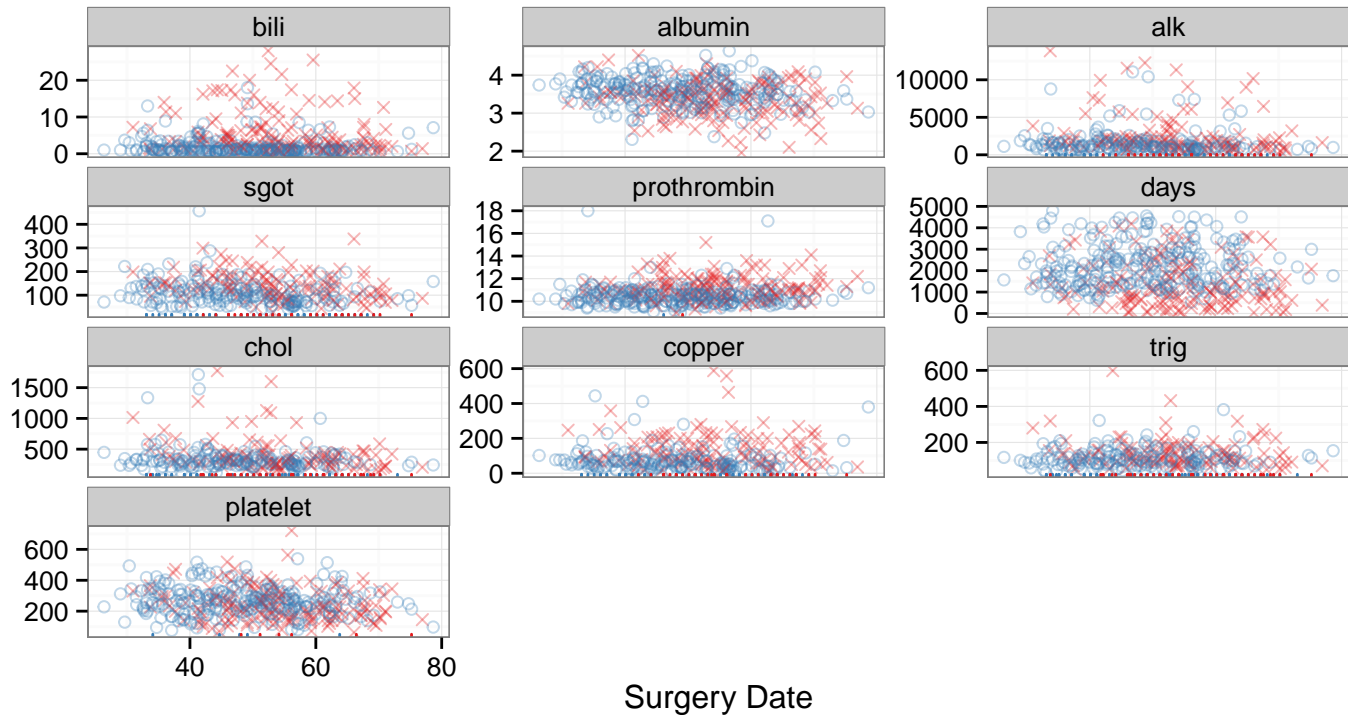 bili albumin alk
20 4 10000
10 3 5000
0 2 0
sgot prothrombin days
400 18 5000
300 16 4000
200 14 3000
100 12 2000
10 1000
0
chol copper trig
1500 600 600
1000 400 400
500 200 200
0
platelet
600
400
200
40 60 80
Surgery Date